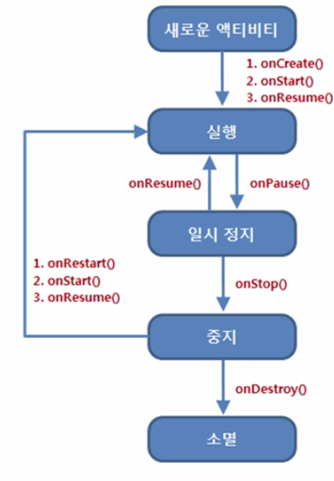 새로운 액티비티
1. onCreate()
2. onStart()
3. onResume()
실행
onResume()
onPause()
일시 정지
1. onRestart()
2. onStart()
3. onResume()
onStop()
중지
onDestroy()
소멸